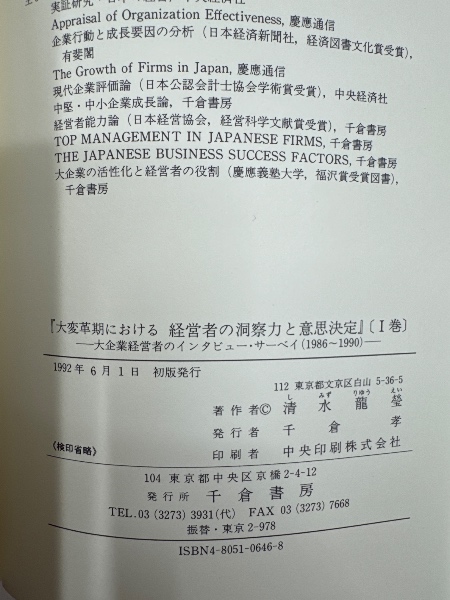 実証研究
Appraisal of Organization Effectiveness, 慶應通信
企業行動と成長要因の分析(日本経済新聞社, 経済図書文化賞受賞),
有斐閣
The Growth of Firms in Japan, 慶應通信
現代企業評価論(日本公認会計士協会学術賞受賞), 中央経済社
中堅・中小企業成長論, 千倉書房
経営者能力論(日本経営協会, 経営科学文献賞受賞), 千倉書房
TOP MANAGEMENT IN JAPANESE FIRMS, 千倉書房
THE JAPANESE BUSINESS SUCCESS FACTORS, 千倉書房
大企業の活性化と経営者の役割(慶應義塾大学, 福沢賞受賞図書),
千倉書房
『大変革期における 経営者の洞察力と意思決定』〔Ⅰ巻〕
―大企業経営者のインタビュー・サーベイ(1986〜1990)―
1992年6月1日 初版発行
112 東京都文京区白山 5-36-5
し みず りゅう えい
著作者© 清水龍瑩
発行者 千倉孝
《検印省略》 印刷者 中央印刷株式会社
104 東京都中央区京橋2-4-12
発行所 千倉書房
TEL.03(3273)3931(代) FAX 03(3273)7668
振替・東京2-978
ISBN4-8051-0646-8